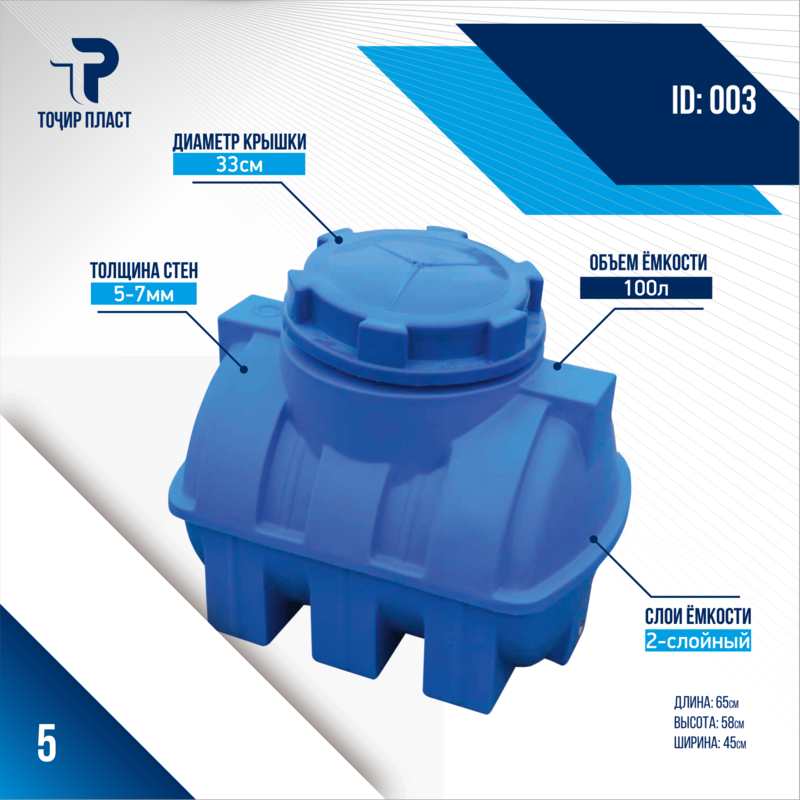 ТОҶИР ПЛАСТ
ID: 003
ДИАМЕТР КРЫШКИ
33см
ТОЛЩИНА СТЕН
5-7мм
ОБЪЕМ ЁМКОСТИ
100л
СЛОИ ЁМКОСТИ
2-слойный
ДЛИНА: 65см
ВЫСОТА: 58см
ШИРИНА: 45см
5